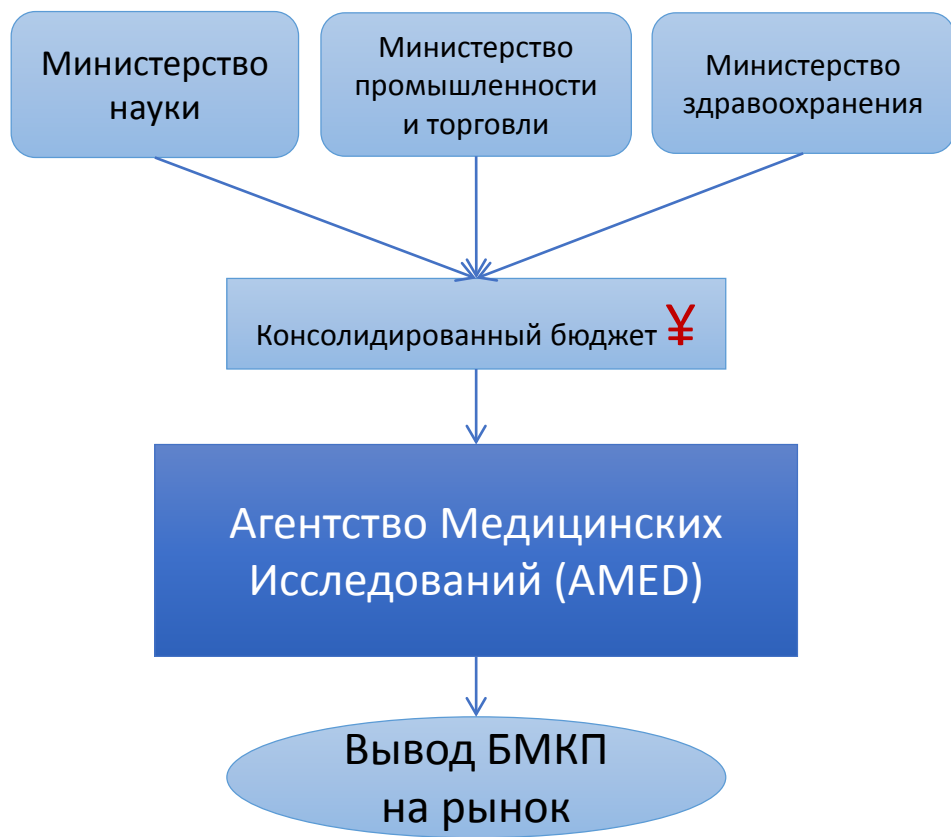 Министерство
науки
Министерство
промышленности
и торговли
Министерство
здравоохранения
Консолидированный бюджет ¥
Агентство Медицинских
Исследований (AMED)
Вывод БМКП
на рынок